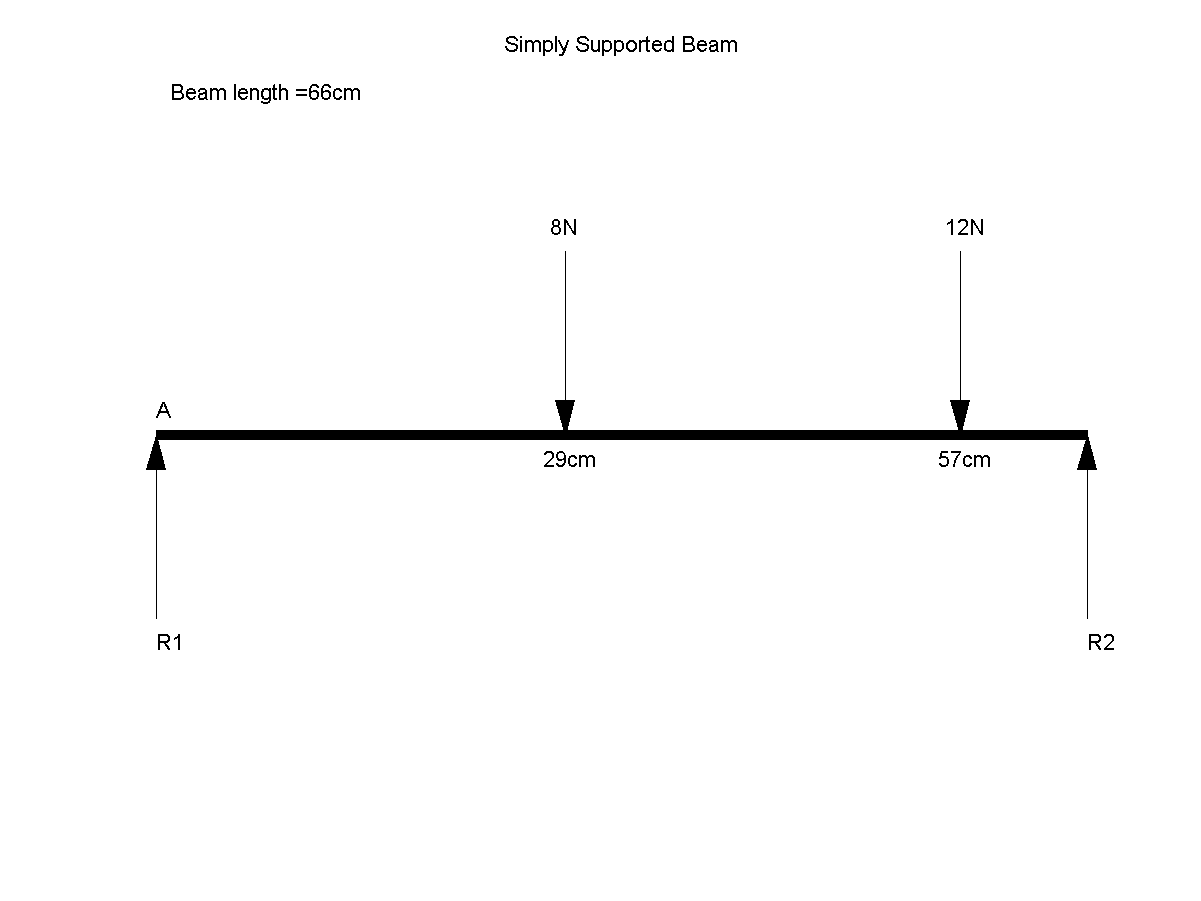 Simply Supported Beam
Beam length =66cm
8N
12N
A
29cm
57cm
R1
R2